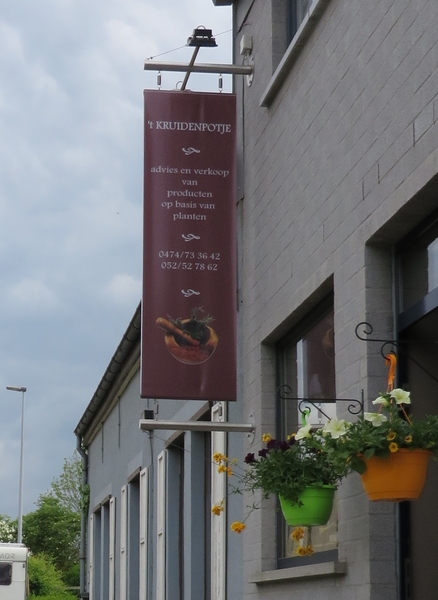 't KRUIDENPOTJE
advies en verkoop
van
producten
op basis van
planten
0474/73 36 42
052/52 78 62